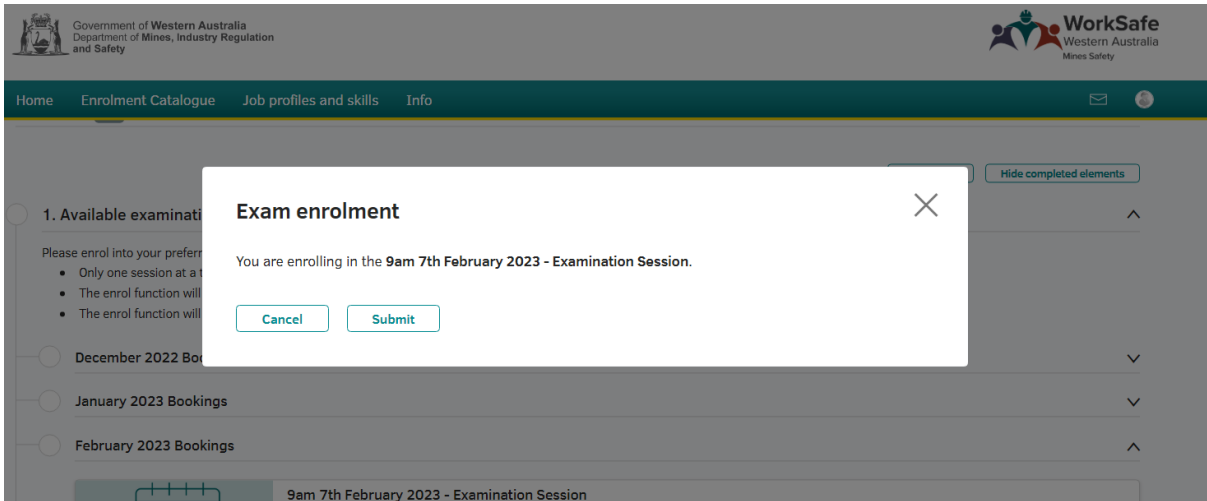 Government of Western Australia
Department of Mines, Industry Regulation
and Safety
WorkSafe
Western Australia
Mines Safety
Home Enrolment Catalogue Job profiles and skills Info
Hide completed elements
1. Available examinati
Please enrol into your preferr
Only one session at a t
The enrol function will
The enrol function will
Exam enrolment
You are enrolling in the 9am 7th February 2023 - Examination Session.
Cancel Submit
December 2022 Boo
January 2023 Bookings
February 2023 Bookings
9am 7th February 2023 - Examination Session